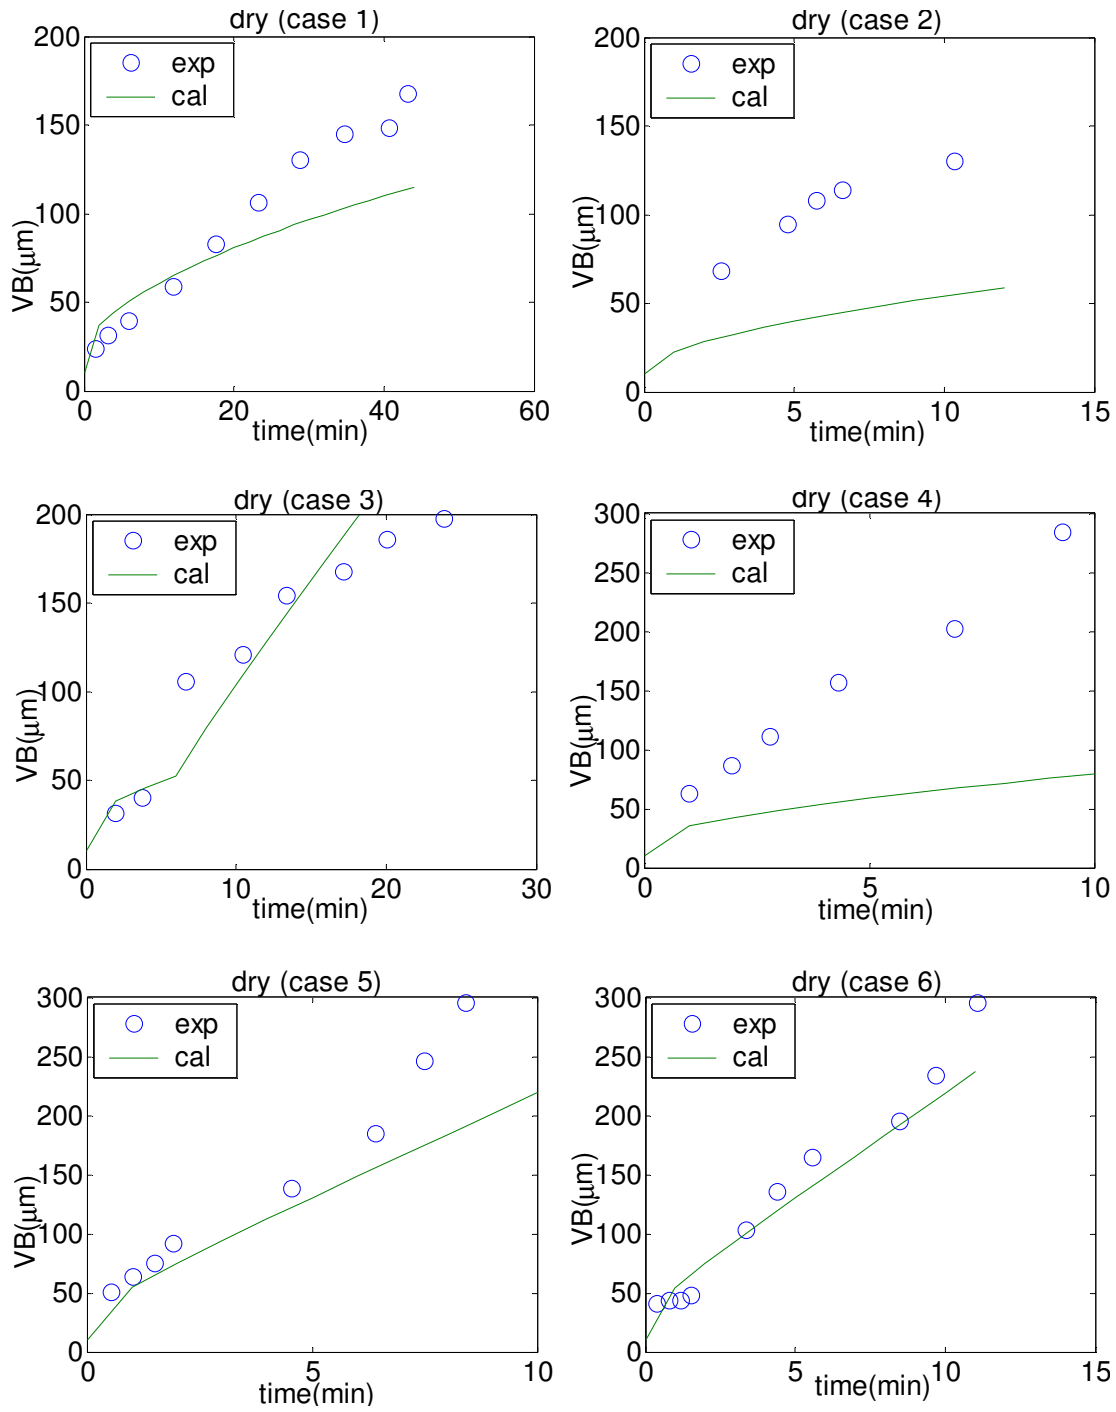 dry (case 1)
200
150
100
50
0
VB(μm)
exp
cal
0 20 40 60
time(min)
dry (case 2)
200
150
100
50
0
VB(μm)
exp
cal
0 5 10 15
time(min)
dry (case 3)
200
150
100
50
0
VB(μm)
exp
cal
0 10 20 30
time(min)
dry (case 4)
300
250
200
150
100
50
0
VB(μm)
exp
cal
0 5 10
time(min)
dry (case 5)
300
250
200
150
100
50
0
VB(μm)
exp
cal
0 5 10
time(min)
dry (case 6)
300
250
200
150
100
50
0
VB(μm)
exp
cal
0 5 10 15
time(min)